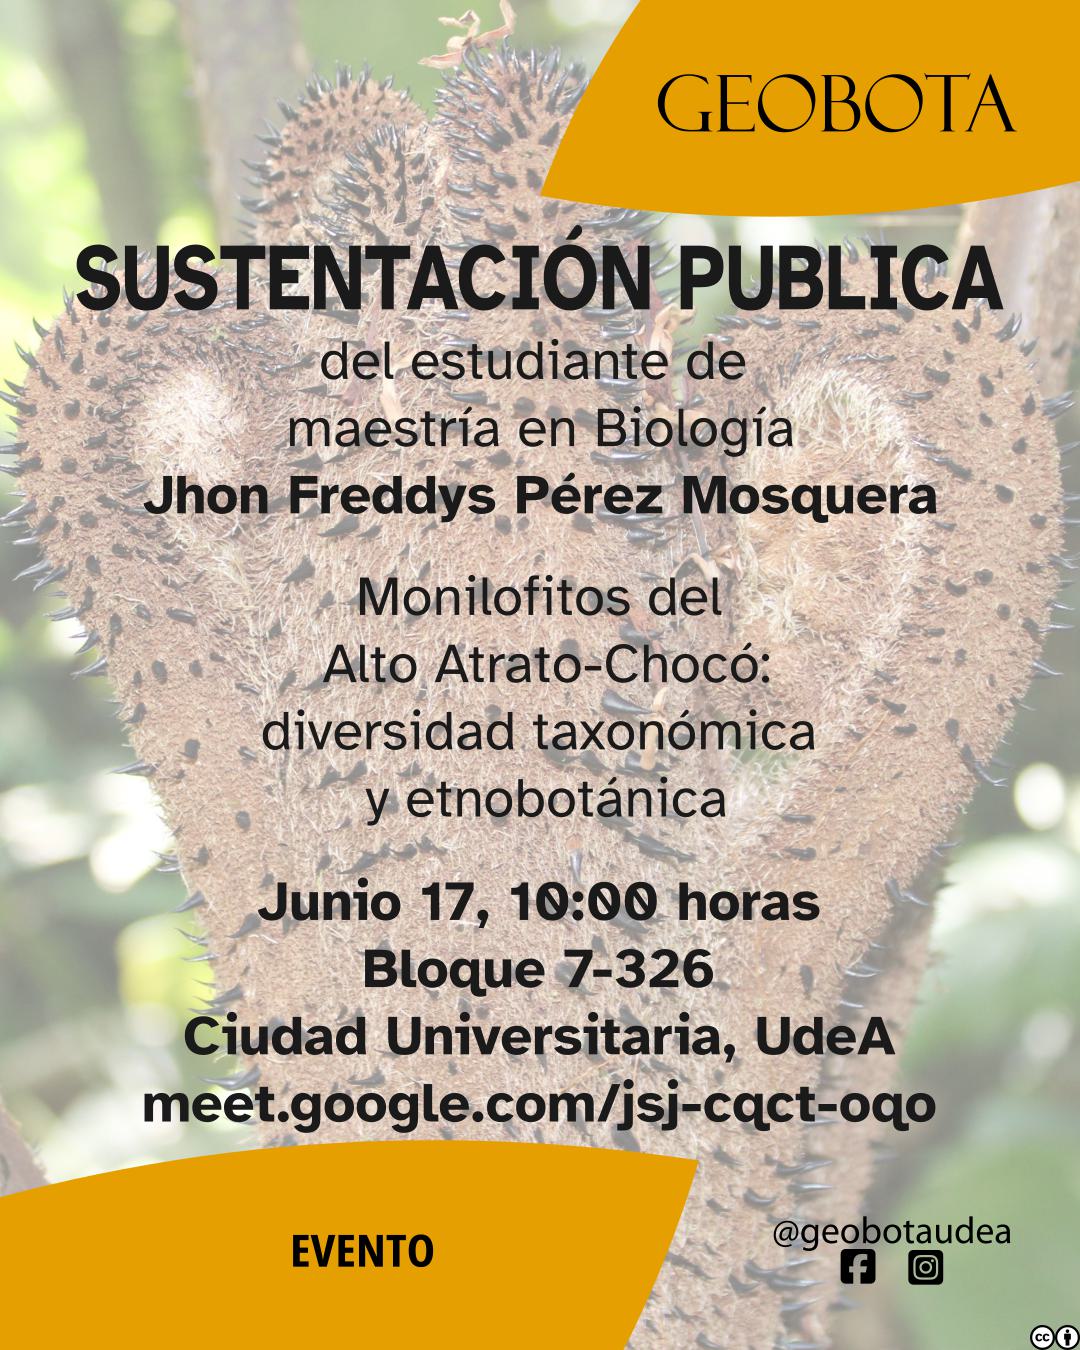 GEOBOTA
SUSTENTACIÓN PUBLICA
del estudiante de
maestría en Biología
Jhon Freddys Pérez Mosquera
Monilofitos del
Alto Atrato-Chocó:
diversidad taxonómica
y etnobotánica
Junio 17, 10:00 horas
Bloque 7-326
Ciudad Universitaria, UdeA
meet.google.com/jsj-cqct-oqo
EVENTO
@geobotaudea
cc